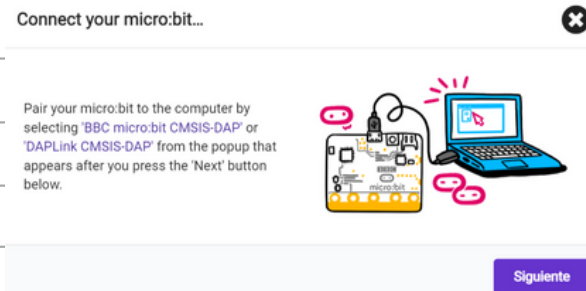 Connect your micro:bit...
Pair your micro:bit to the computer by
selecting 'BBC micro:bit CMSIS-DAP' or
'DAPLink CMSIS-DAP' from the popup that
appears after you press the 'Next' button
below.
micro:bit
Siguiente